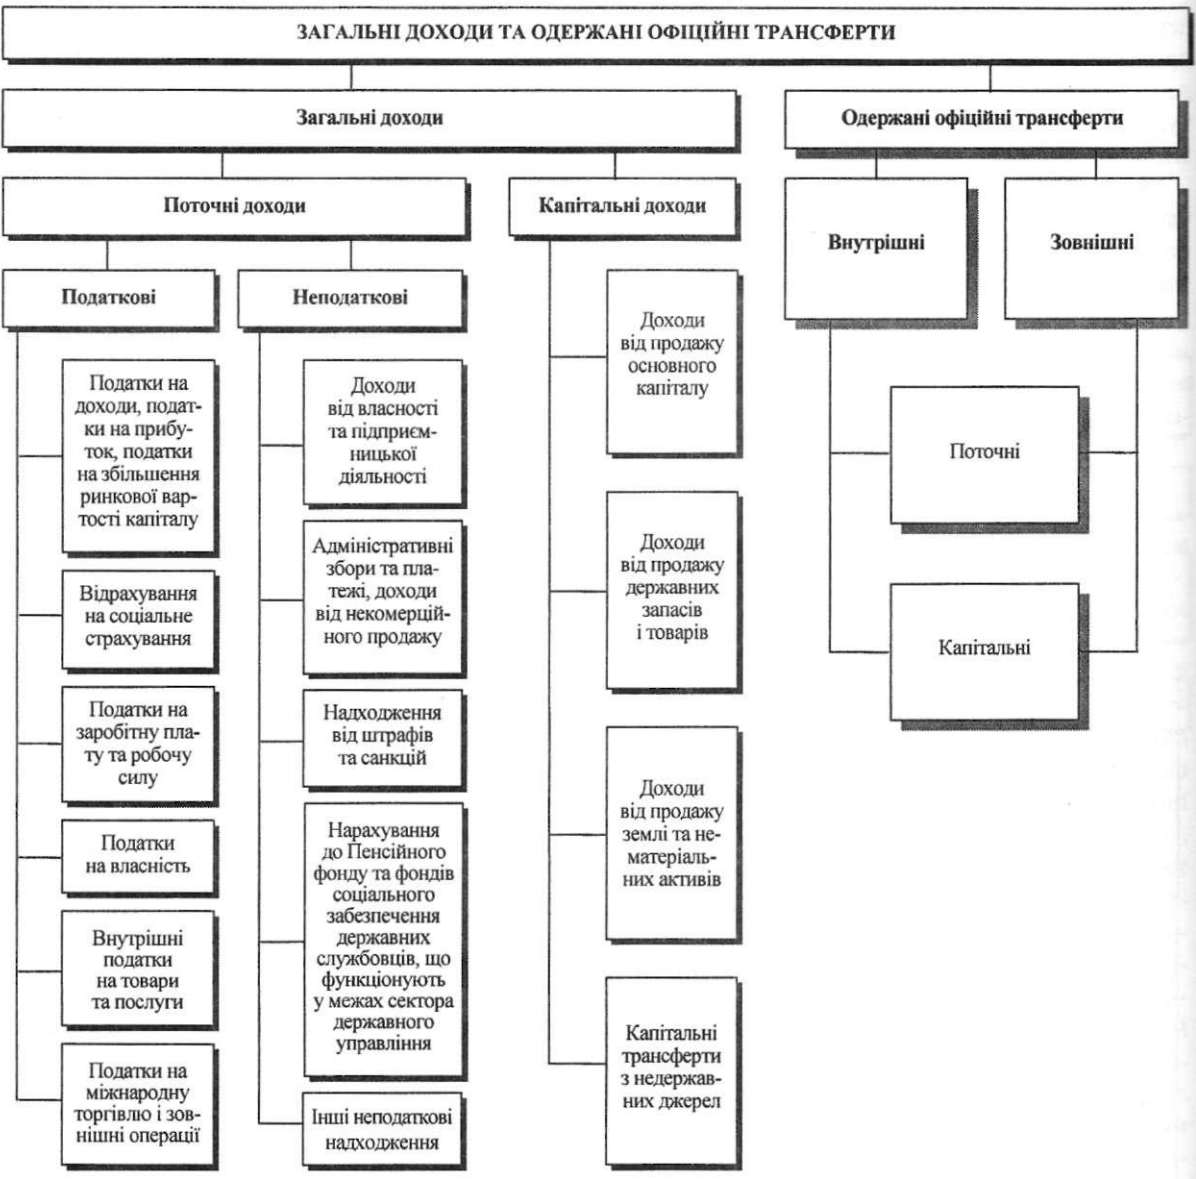 ЗАГАЛЬНІ ДОХОДИ ТА ОДЕРЖАНІ ОФІЦІЙНІ ТРАНСФЕРТИ
Загальні доходи
Одержані офіційні трансферти
Поточні доходи
Капітальні доходи
Внутрішні
Зовнішні
Податкові
Неподаткові
Податки на
доходи, подат-
ки на прибу-
ток, податки
на збільшення
ринкової вар-
тості капіталу
Відрахування
на соціальне
страхування
Податки на
заробітну пла-
ту та робочу
силу
Податки
на власність
Внутрішні
податки
на товари
та послуги
Податки на
міжнародну
торгівлю і зов-
нішні операції
Доходи
від власності
та підприєм-
ницької
діяльності
Адміністративні
збори та пла-
тежі, доходи
від некомерцій-
ного продажу
Надходження
від штрафів
та санкцій
Нарахування
до Пенсійного
фонду та фондів
соціального
забезпечення
державних
службовців, що
функціонують
у межах сектора
державного
управління
Інші неподаткові
надходження
Доходи
від продажу
основного
капіталу
Доходи
від продажу
державних
запасів
і товарів
Доходи
від продажу
землі та не-
матеріаль-
них активів
Капітальні
трансферти
з недержав-
них джерел
Поточні
Капітальні